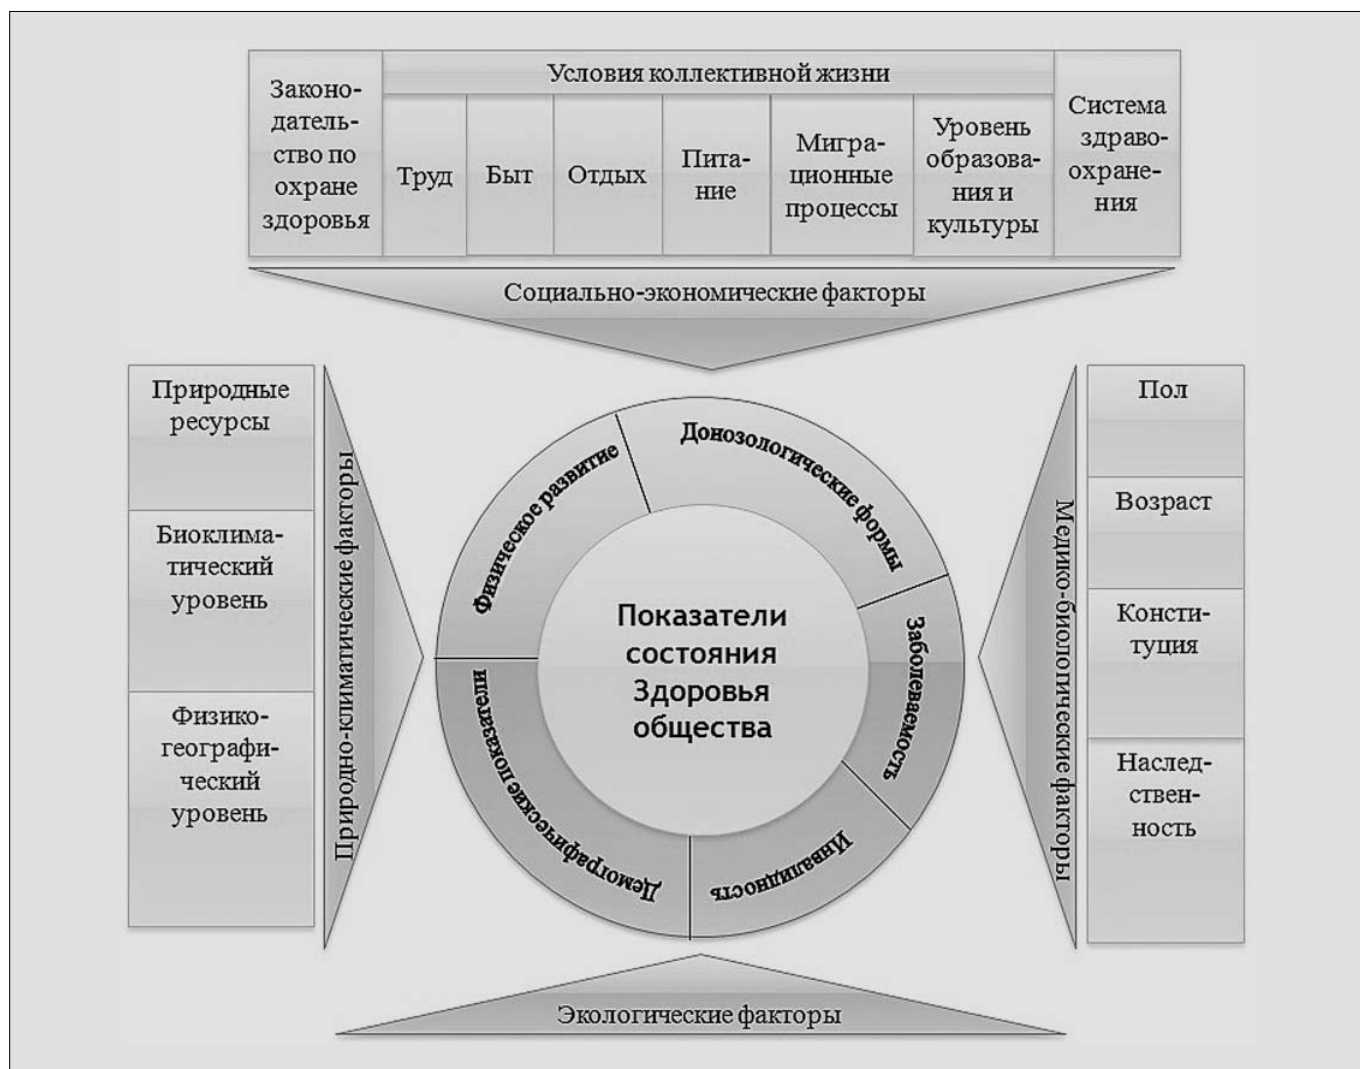 Условия коллективной жизни
Законо-
датель-
ство по
охране
здоровья
Труд
Быт
Отдых
Пита-
ние
Мигра-
ционные
процессы
Уровень
образова-
ния и
культуры
Система
здраво-
охране-
ния
Социально-экономические факторы
Природные
ресурсы
Биоклима-
тический
уровень
Физико-
географи-
ческий
уровень
Природно-климатические факторы
Физическое развитие
Донозологические формы
Заболеваемость
Инвалидность
Демографические показатели
Показатели
состояния
Здоровья
общества
Медико-биологические факторы
Пол
Возраст
Консти-
туция
Наслед-
ствен-
ность
Экологические факторы